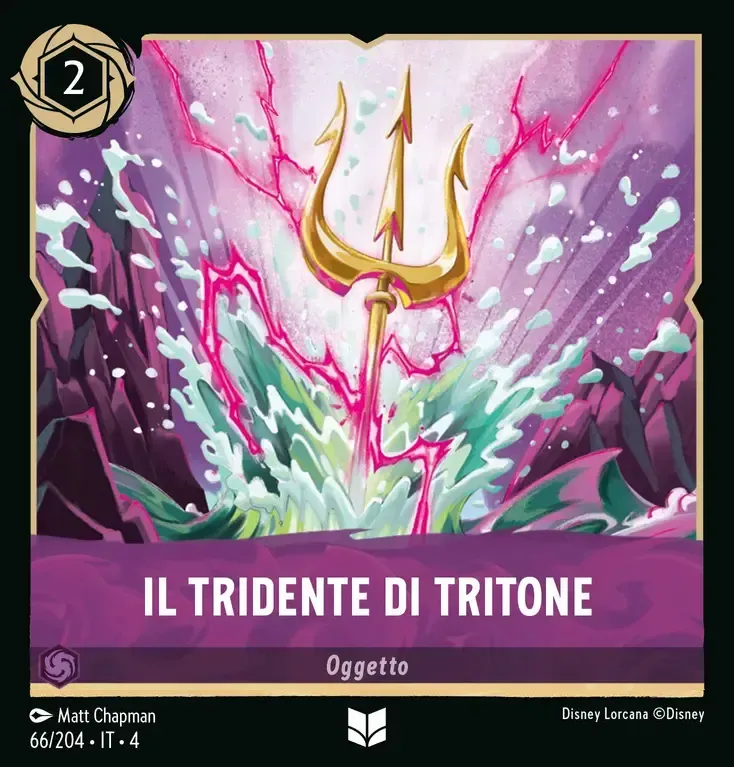 2
IL TRIDENTE DI TRITONE
Oggetto
Matt Chapman
Disney Lorcana ©Disney
66/204 • IT • 4